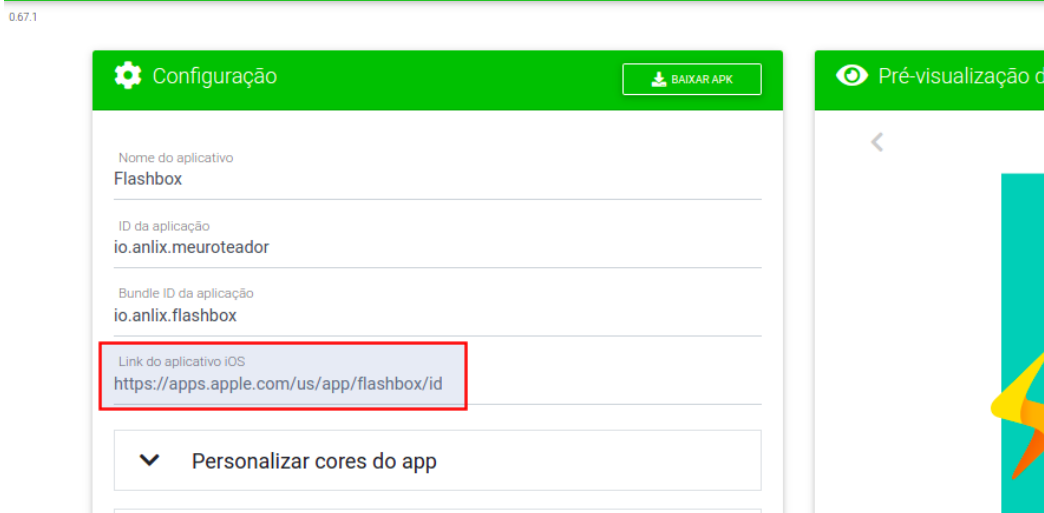 0.67.1
Configuração
BAIXAR APK
Pré-visualização d
Nome do aplicativo
Flashbox
ID da aplicação
io.anlix.meuroteador
Bundle ID da aplicação
io.anlix.flashbox
Link do aplicativo iOS
https://apps.apple.com/us/app/flashbox/id
Personalizar cores do app